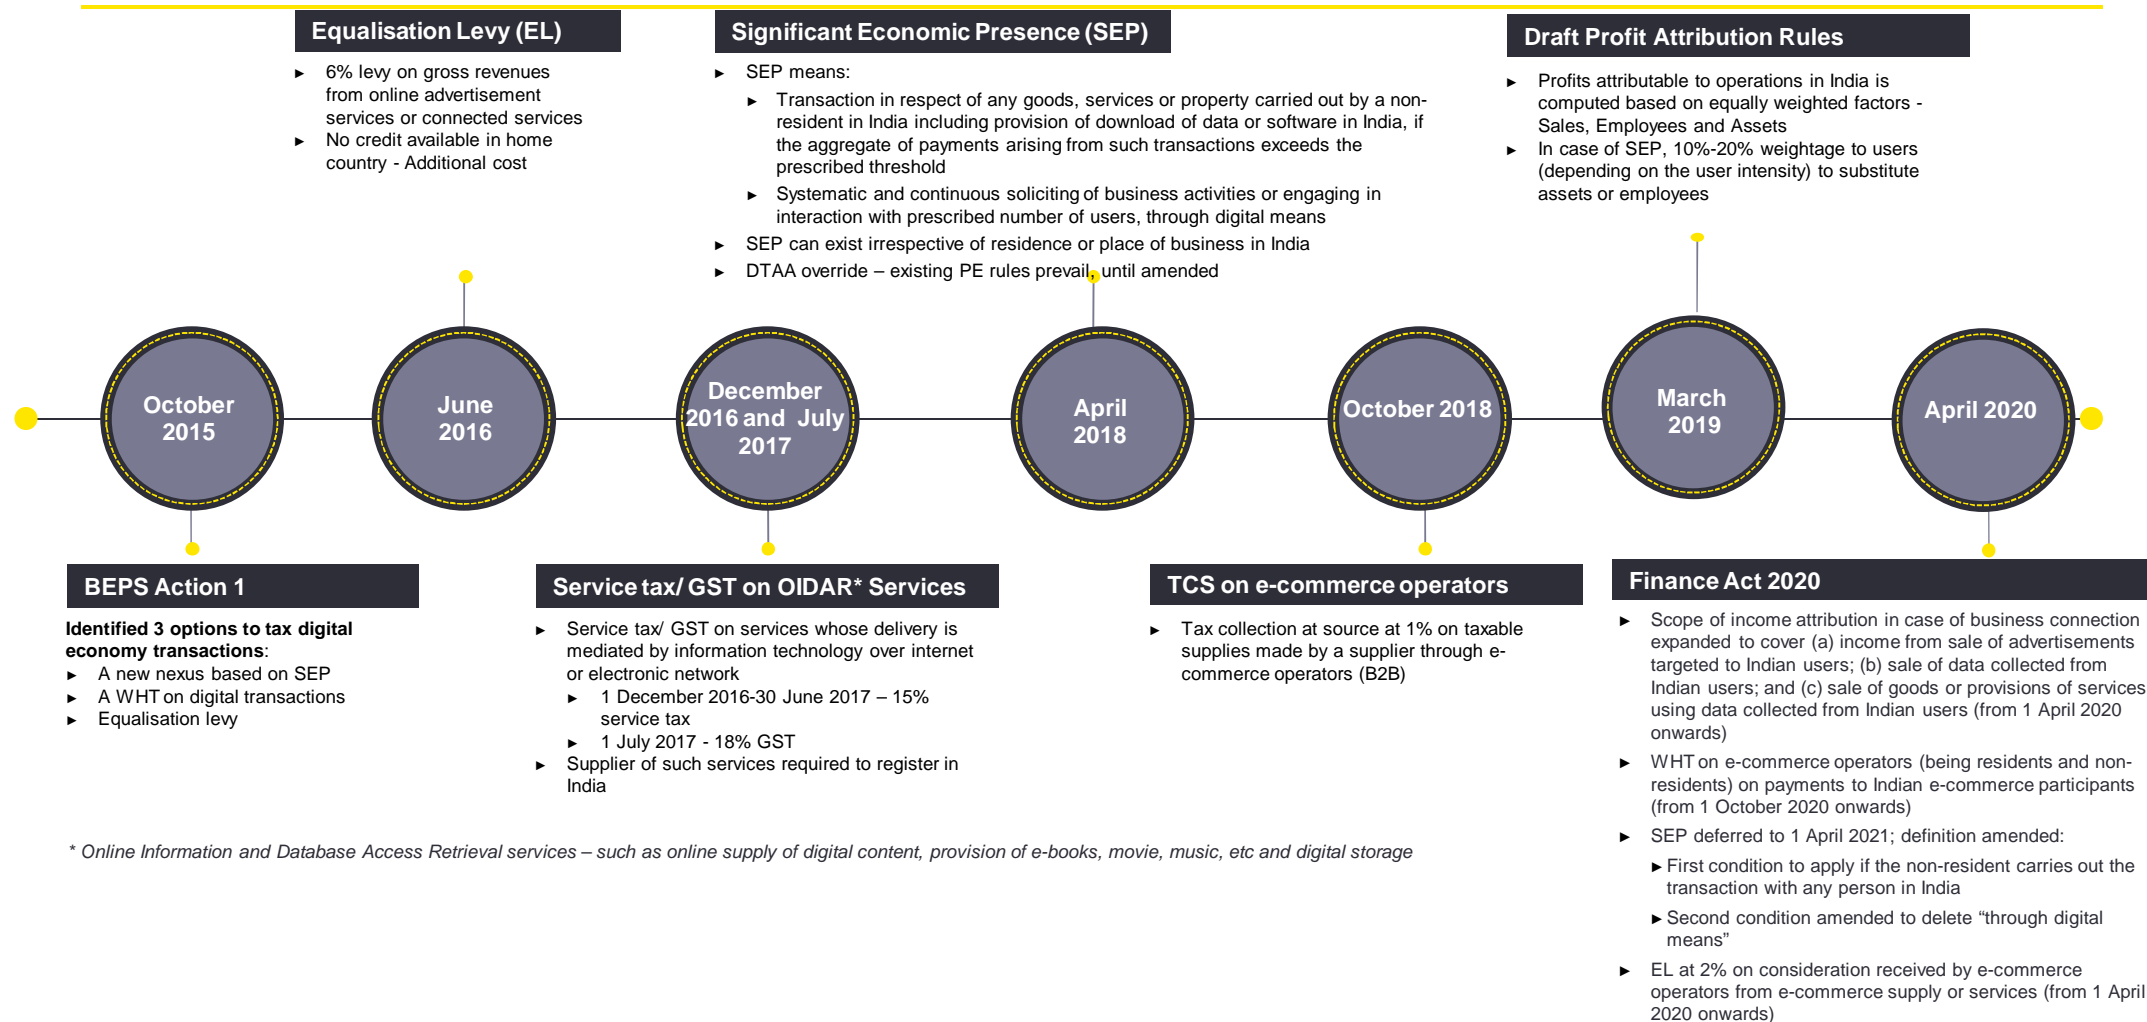 Equalisation Levy (EL)
► 6% levy on gross revenues
from online advertisement
services or connected services
► No credit available in home
country - Additional cost
Significant Economic Presence (SEP)
► SEP means:
► Transaction in respect of any goods, services or property carried out by a non-
resident in India including provision of download of data or software in India, if
the aggregate of payments arising from such transactions exceeds the
prescribed threshold
► Systematic and continuous soliciting of business activities or engaging in
interaction with prescribed number of users, through digital means
► SEP can exist irrespective of residence or place of business in India
► DTAA override – existing PE rules prevail, until amended
Draft Profit Attribution Rules
► Profits attributable to operations in India is
computed based on equally weighted factors -
Sales, Employees and Assets
► In case of SEP, 10%-20% weightage to users
(depending on the user intensity) to substitute
assets or employees
October
2015
June
2016
December
2016 and July
2017
April
2018
October 2018
March
2019
April 2020
BEPS Action 1
Identified 3 options to tax digital
economy transactions:
► A new nexus based on SEP
► A WHT on digital transactions
► Equalisation levy
Service tax/ GST on OIDAR* Services
► Service tax/ GST on services whose delivery is
mediated by information technology over internet
or electronic network
► 1 December 2016-30 June 2017 – 15%
service tax
► 1 July 2017 - 18% GST
► Supplier of such services required to register in
India
TCS on e-commerce operators
► Tax collection at source at 1% on taxable
supplies made by a supplier through e-
commerce operators (B2B)
Finance Act 2020
► Scope of income attribution in case of business connection
expanded to cover (a) income from sale of advertisements
targeted to Indian users; (b) sale of data collected from
Indian users; and (c) sale of goods or provisions of services
using data collected from Indian users (from 1 April 2020
onwards)
► WHT on e-commerce operators (being residents and non-
residents) on payments to Indian e-commerce participants
(from 1 October 2020 onwards)
► SEP deferred to 1 April 2021; definition amended:
► First condition to apply if the non-resident carries out the
transaction with any person in India
► Second condition amended to delete “through digital
means”
► EL at 2% on consideration received by e-commerce
operators from e-commerce supply or services (from 1 April
2020 onwards)
* Online Information and Database Access Retrieval services – such as online supply of digital content, provision of e-books, movie, music, etc and digital storage